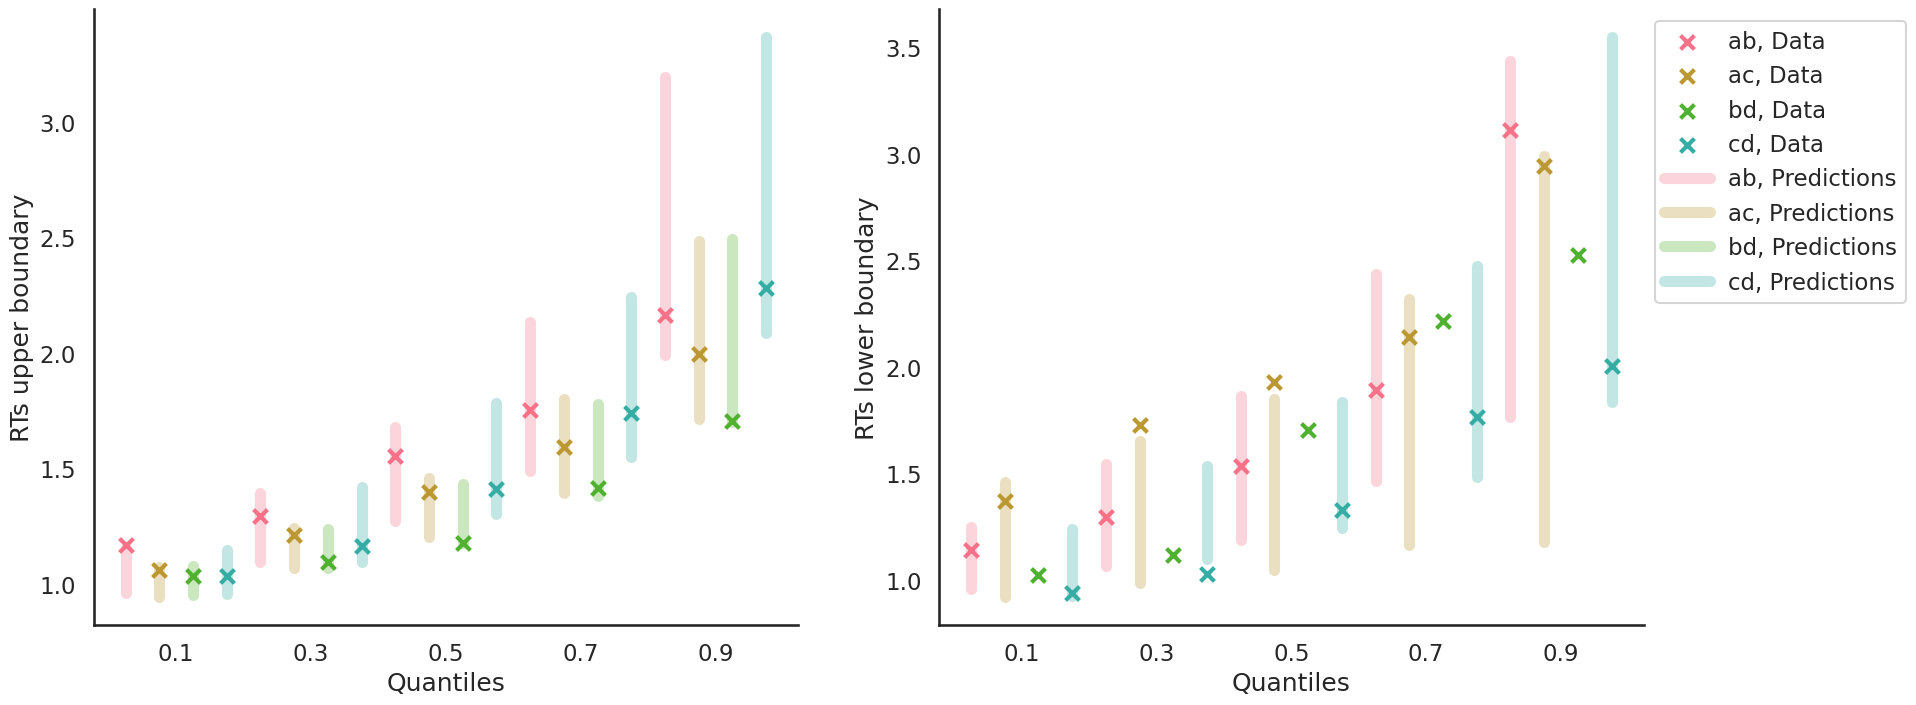 RTs upper boundary
3.0
2.5
2.0
1.5
1.0
0.1 0.3 0.5 0.7 0.9
Quantiles
RTs lower boundary
3.5
3.0
2.5
2.0
1.5
1.0
0.1 0.3 0.5 0.7 0.9
Quantiles
ab, Data
ac, Data
bd, Data
cd, Data
ab, Predictions
ac, Predictions
bd, Predictions
cd, Predictions